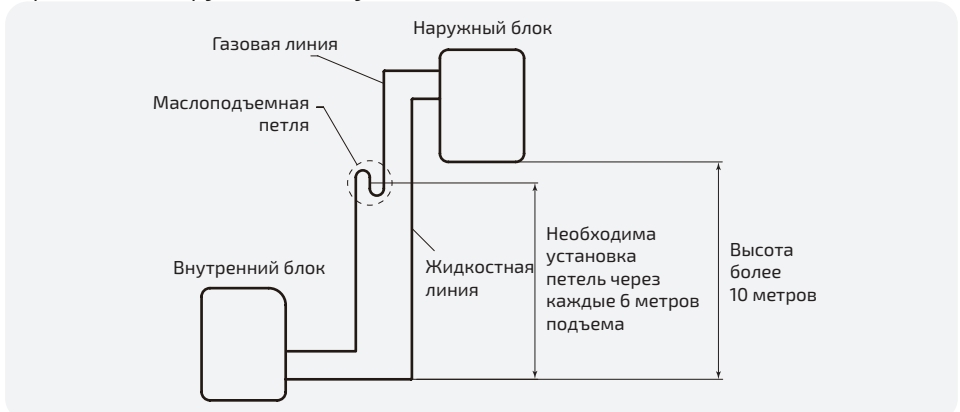 Наружный блок
Газовая линия
Маслоподъемная
петля
Внутренний блок
Жидкостная
линия
Необходима
установка
петель через
каждые 6 метров
подъема
Высота
более
10 метров